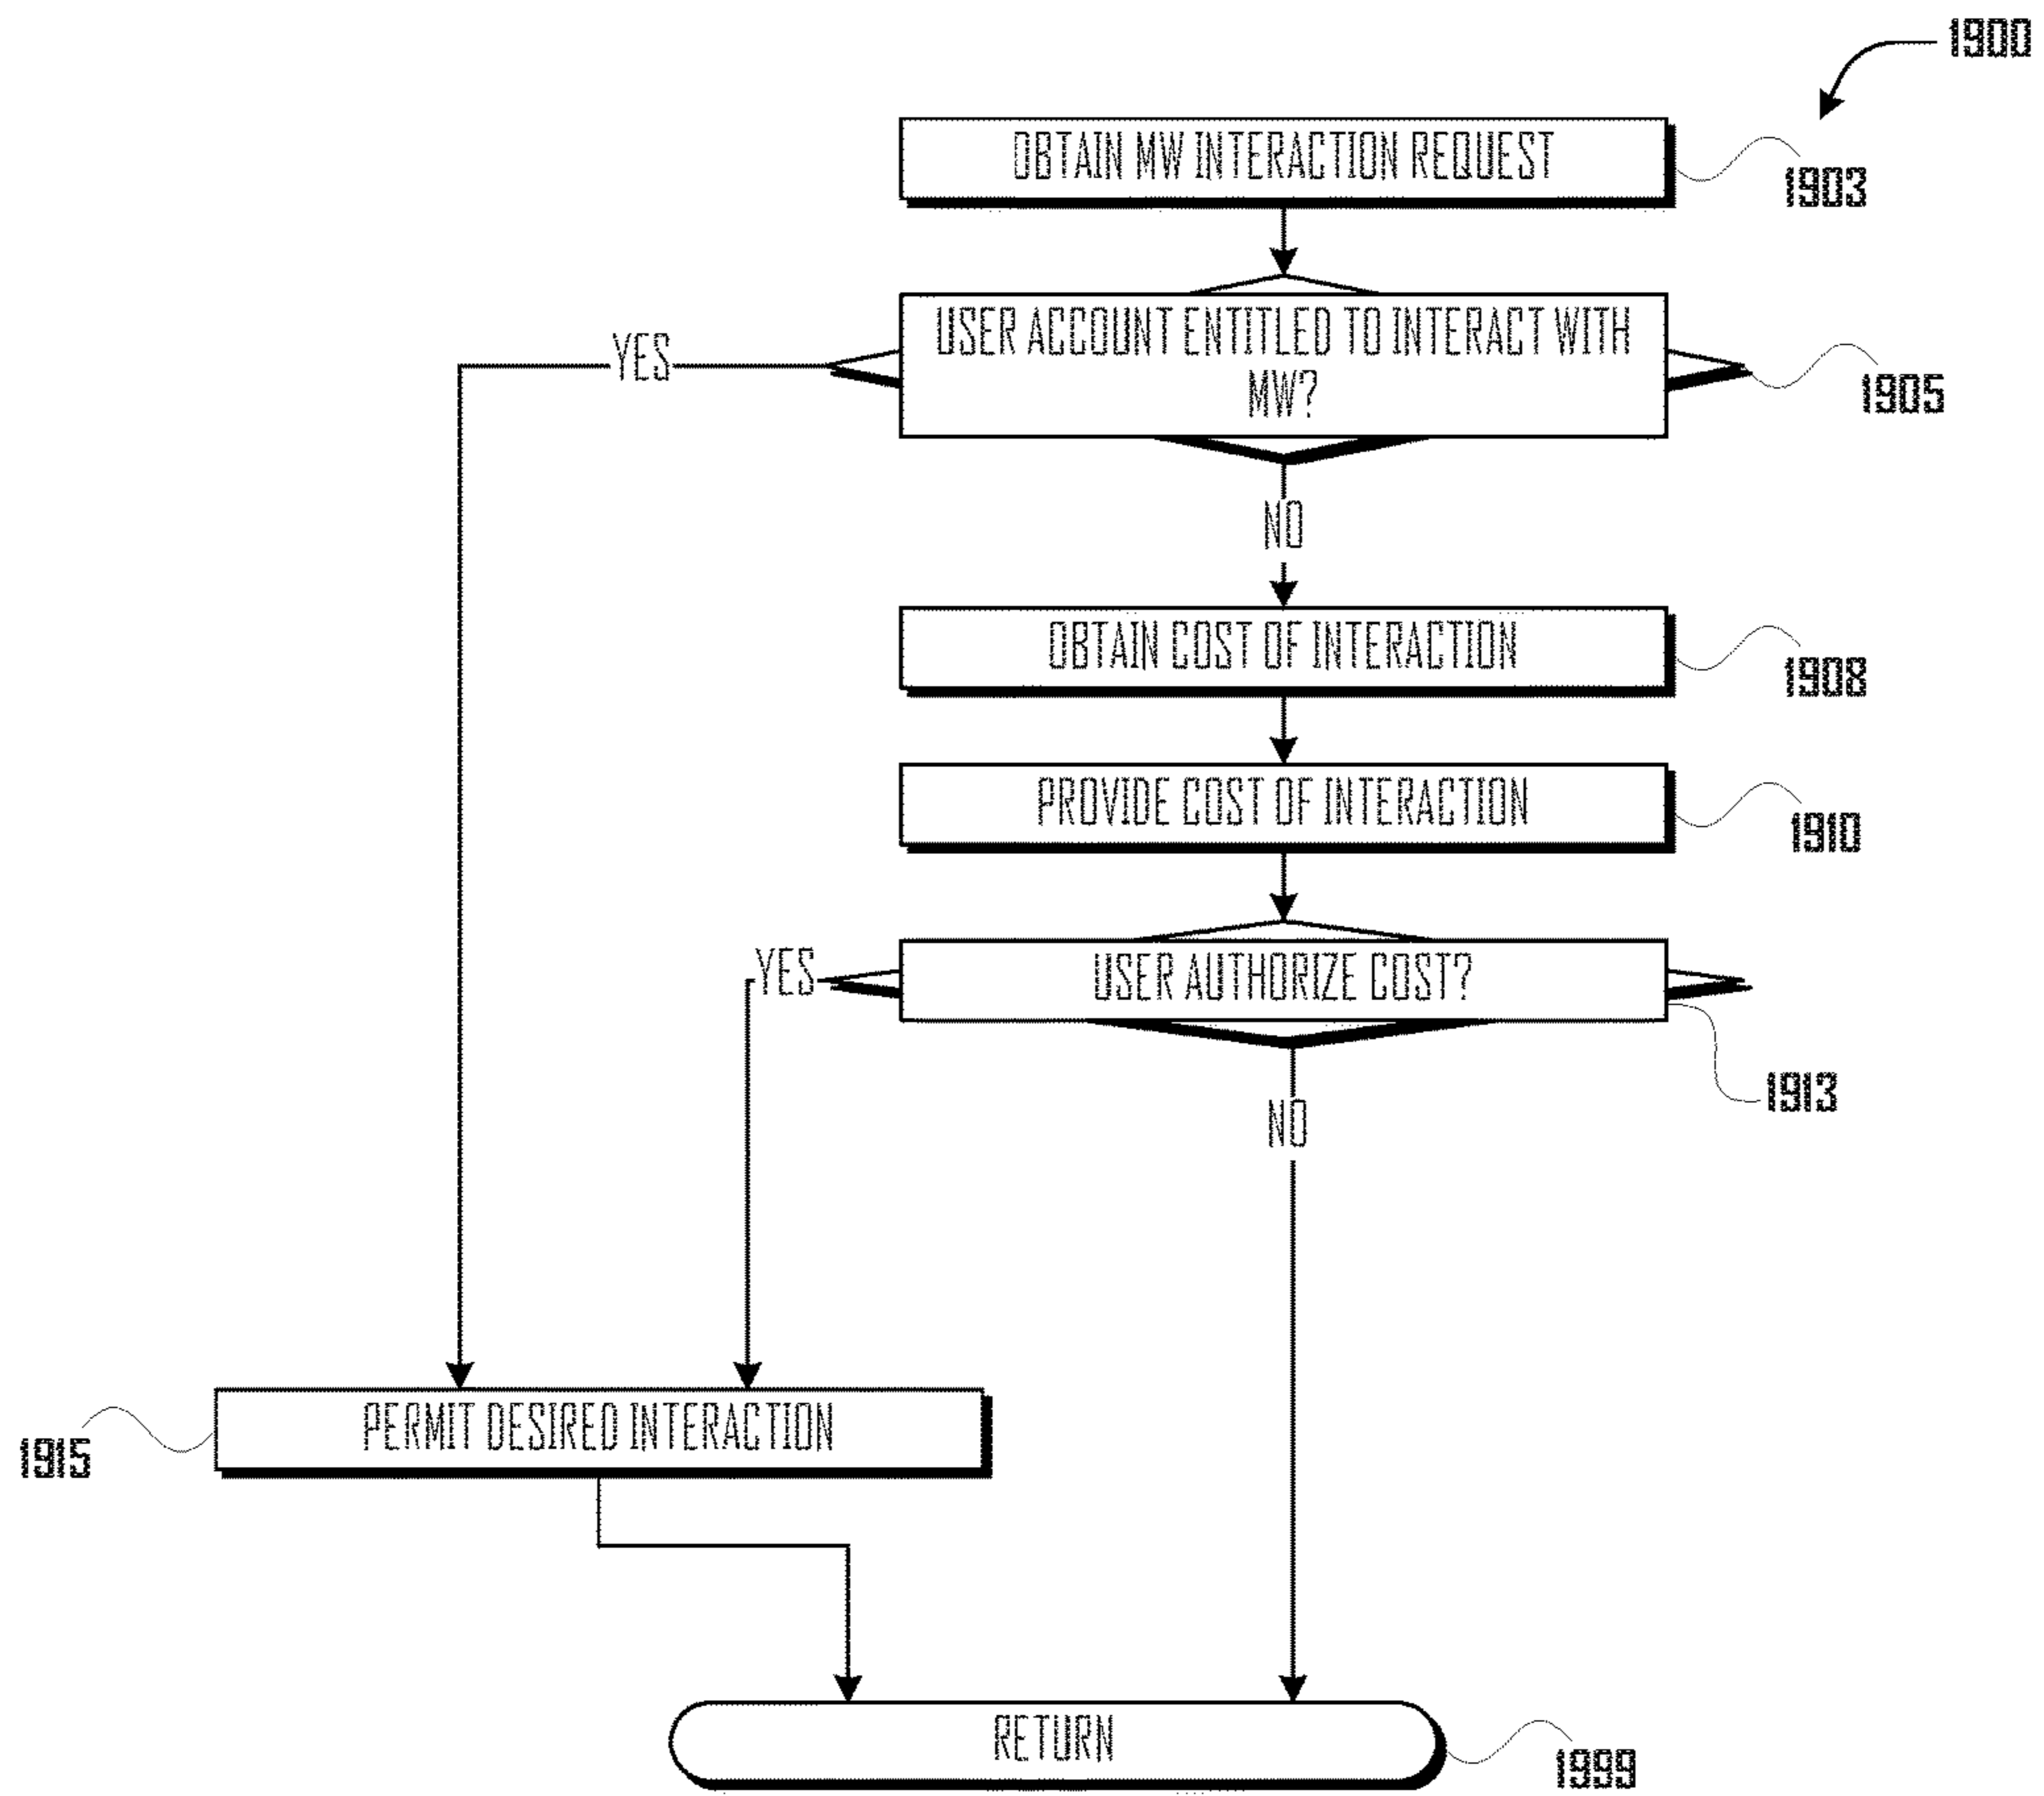 1900
OBTAIN MW INTERACTION REQUEST
1903
USER ACCOUNT ENTITLED TO INTERACT WITH
MW?
1905
YES
NO
OBTAIN COST OF INTERACTION
1908
PROVIDE COST OF INTERACTION
1910
USER AUTHORIZE COST?
YES
1913
NO
PERMIT DESIRED INTERACTION
1915
RETURN
1999